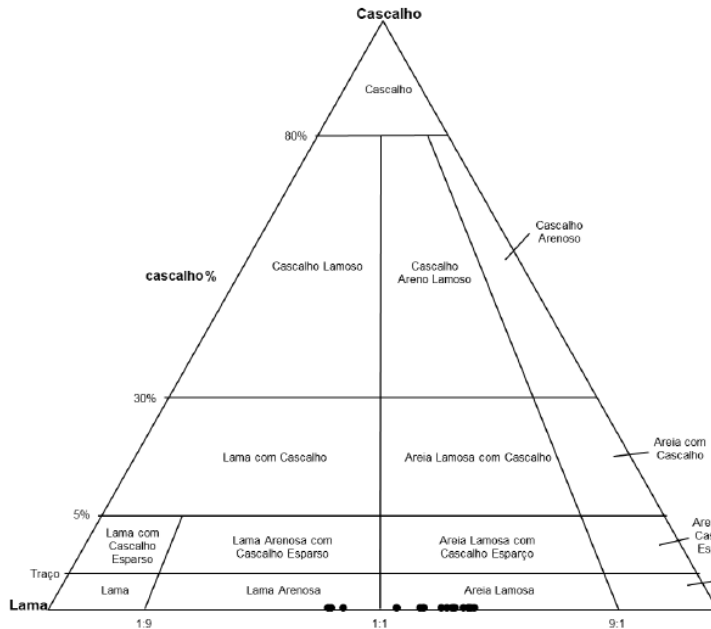 Cascalho
Cascalho
80%
Cascalho
Arenoso
Cascalho Lamoso
Cascalho
Areno Lamoso
cascalho%
30%
Lama com Cascalho
Areia Lamosa com Cascalho
Areia com
Cascalho
5%
Lama com
Cascalho
Esparso
Lama Arenosa com
Cascalho Esparso
Areia Lamosa com
Cascalho Esparço
Traço
Lama
Lama
Lama Arenosa
Areia Lamosa
1:9
1:1
9:1